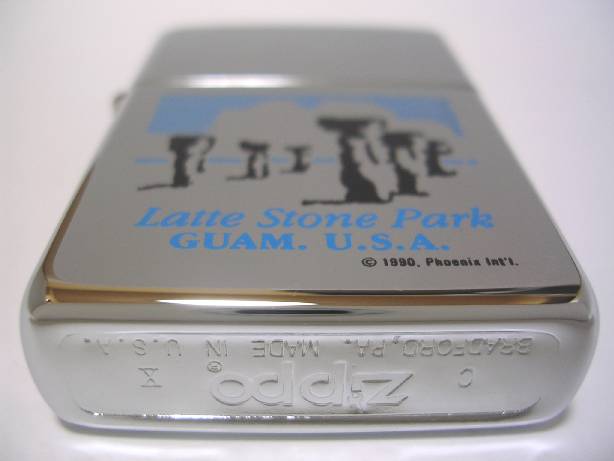 Latte Stone Park
GUAM. U.S.A.
© 1990, Phoenix Int'l.
C Zippo® X
BRADFORD, PA. MADE IN U.S.A.